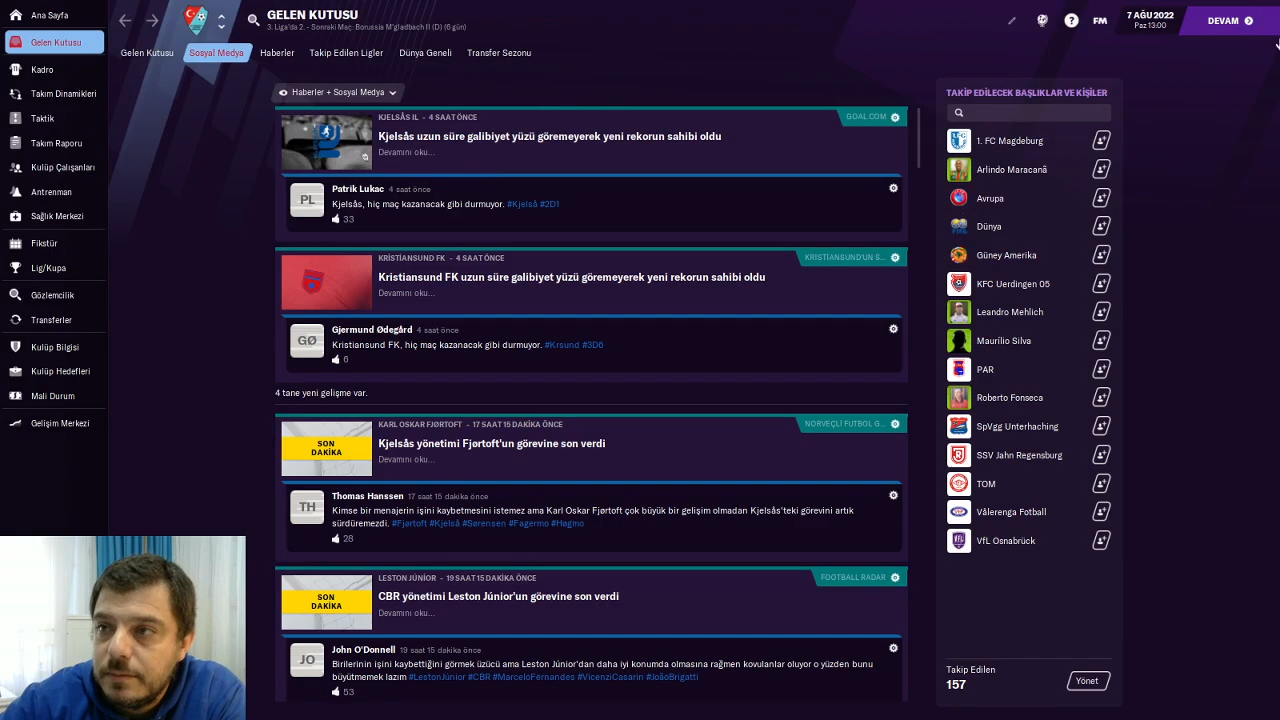 Ana Sayfa
Gelen Kutusu
Kadro
Takım Dinamikleri
Taktik
Takım Raporu
Kulüp Çalışanları
Antrenman
Sağlık Merkezi
Fikstür
Lig/Kupa
Gözlemcilik
Transferler
Kulüp Bilgisi
Kulüp Hedefleri
Mali Durum
Gelişim Merkezi
GELEN KUTUSU
3. Liga'da 2. - Sonraki Maç: Borussia M'gladbach II (D) (6 gün)
FM
7 AĞU 2022
Paz 13:00
DEVAM
Gelen Kutusu
Sosyal Medya
Haberler
Takip Edilen Ligler
Dünya Geneli
Transfer Sezonu
Haberler + Sosyal Medya
KJELSÅS IL - 4 SAAT ÖNCE
GOAL.COM
Kjelsås uzun süre galibiyet yüzü göremeyerek yeni rekorun sahibi oldu
Devamını oku...
PL
Patrik Lukac 4 saat önce
Kjelsås, hiç maç kazanacak gibi durmuyor. #Kjelså #2D1
33
KRİSTİANSUND FK - 4 SAAT ÖNCE
KRISTIANSUND'UN S...
Kristiansund FK uzun süre galibiyet yüzü göremeyerek yeni rekorun sahibi oldu
Devamını oku...
GØ
Gjermund Ødegård 4 saat önce
Kristiansund FK, hiç maç kazanacak gibi durmuyor. #Krsund #3D6
6
4 tane yeni gelişme var.
KARL OSKAR FJØRTOFT - 17 SAAT 15 DAKİKA ÖNCE
NORVEÇLİ FUTBOL G...
SON
DAKİKA
Kjelsås yönetimi Fjørtoft'un görevine son verdi
Devamını oku...
TH
Thomas Hanssen 17 saat 15 dakika önce
Kimse bir menajerin işini kaybetmesini istemez ama Karl Oskar Fjørtoft çok büyük bir gelişim olmadan Kjelsås'teki görevini artık
sürdüremezdi. #Fjørtoft #Kjelså #Sørensen #Fagermo #Høgmo
28
LESTON JÚNİOR - 19 SAAT 15 DAKİKA ÖNCE
FOOTBALL RADAR
SON
DAKİKA
CBR yönetimi Leston Júnior'un görevine son verdi
Devamını oku...
JO
John O'Donnell 19 saat 15 dakika önce
Birilerinin işini kaybettiğini görmek üzücü ama Leston Júnior'dan daha iyi konumda olmasına rağmen kovulanlar oluyor o yüzden bunu
büyütmemek lazım #LestonJúnior #CBR #MarceloFernandes #VicenziCasarin #JoãoBrigatti
53
TAKİP EDİLECEK BAŞLIKLAR VE KİŞİLER
1. FC Magdeburg
Arlindo Maracanã
Avrupa
Dünya
Güney Amerika
KFC Uerdingen 05
Leandro Mehlich
Maurílio Silva
PAR
Roberto Fonseca
SpVgg Unterhaching
SSV Jahn Regensburg
TOM
Vålerenga Fotball
VfL Osnabrück
Takip Edilen
157
Yönet